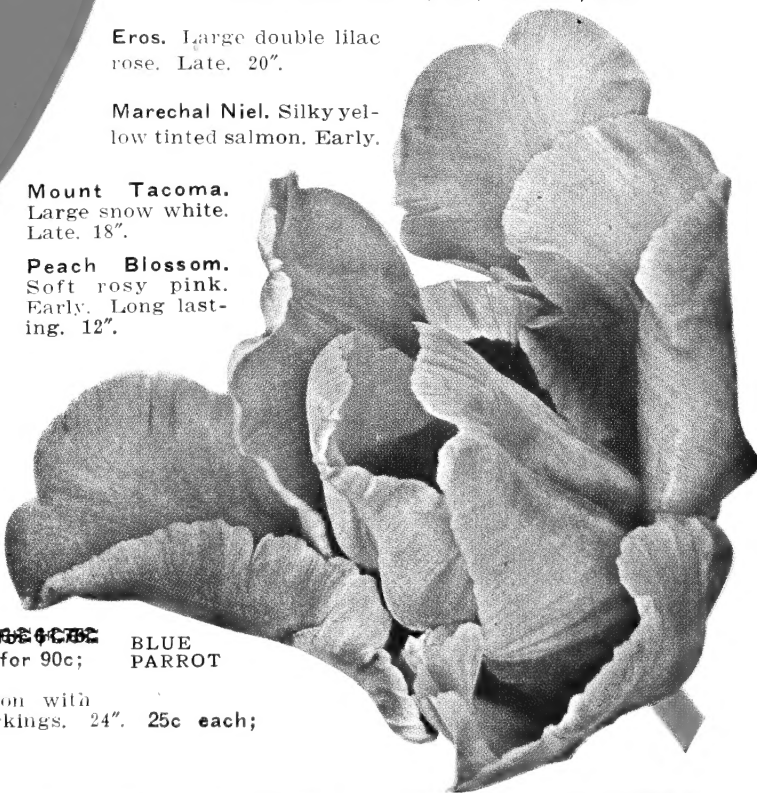 Eros. Large double lilac
rose. Late. 20″.
Marechal Niel. Silky yel-
low tinted salmon. Early.
Mount Tacoma.
Large snow white.
Late. 18″.
Peach Blossom.
Soft rosy pink.
Early. Long last-
ing. 12″.
BLUE
for 90c; PARROT
on with
kings. 24″. 25c each;